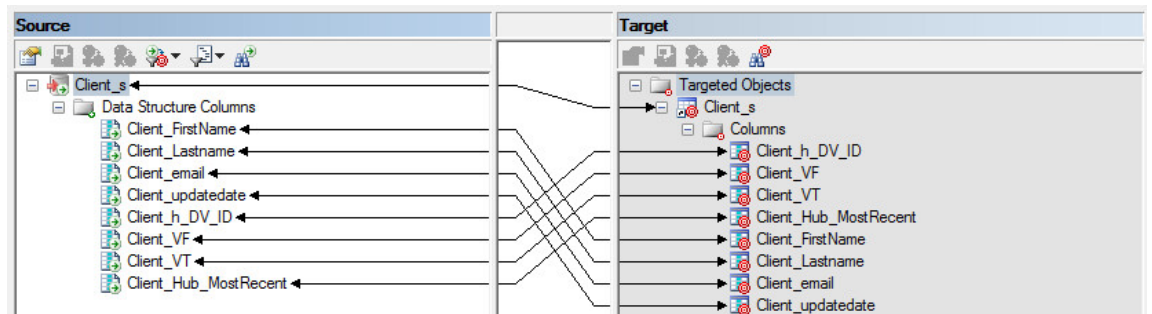 Source
Target
Client_s
Data Structure Columns
Client_FirstName
Client_Lastname
Client_email
Client_updatedate
Client_h_DV_ID
Client_VF
Client_VT
Client_Hub_MostRecent
Targeted Objects
Client_s
Columns
Client_h_DV_ID
Client_VF
Client_VT
Client_Hub_MostRecent
Client_FirstName
Client_Lastname
Client_email
Client_updatedate